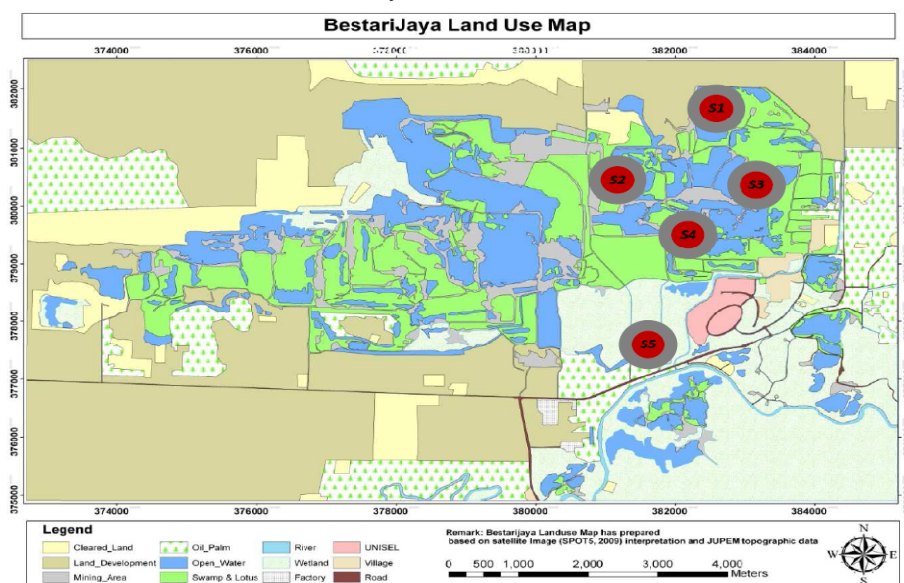 BestariJaya Land Use Map
374000 376000 378000 380000 382000 384000
382000
381000
380000
379000
378000
377000
376000
375000
S1
S2
S3
S4
S5
374000 376000 378000 380000 382000 384000
Legend
Cleared_Land
Land_Development
Mining_Area
Oil_Palm
Open_Water
Swamp & Lotus
River
Wetland
Factory
UNISEL
Village
Road
Remark: Bestarijaya Landuse Map has prepared
based on satellite Image (SPOT5, 2009) interpretation and JUPEM topographic data
0 500 1,000 2,000 3,000 4,000
Meters
N
W E
S